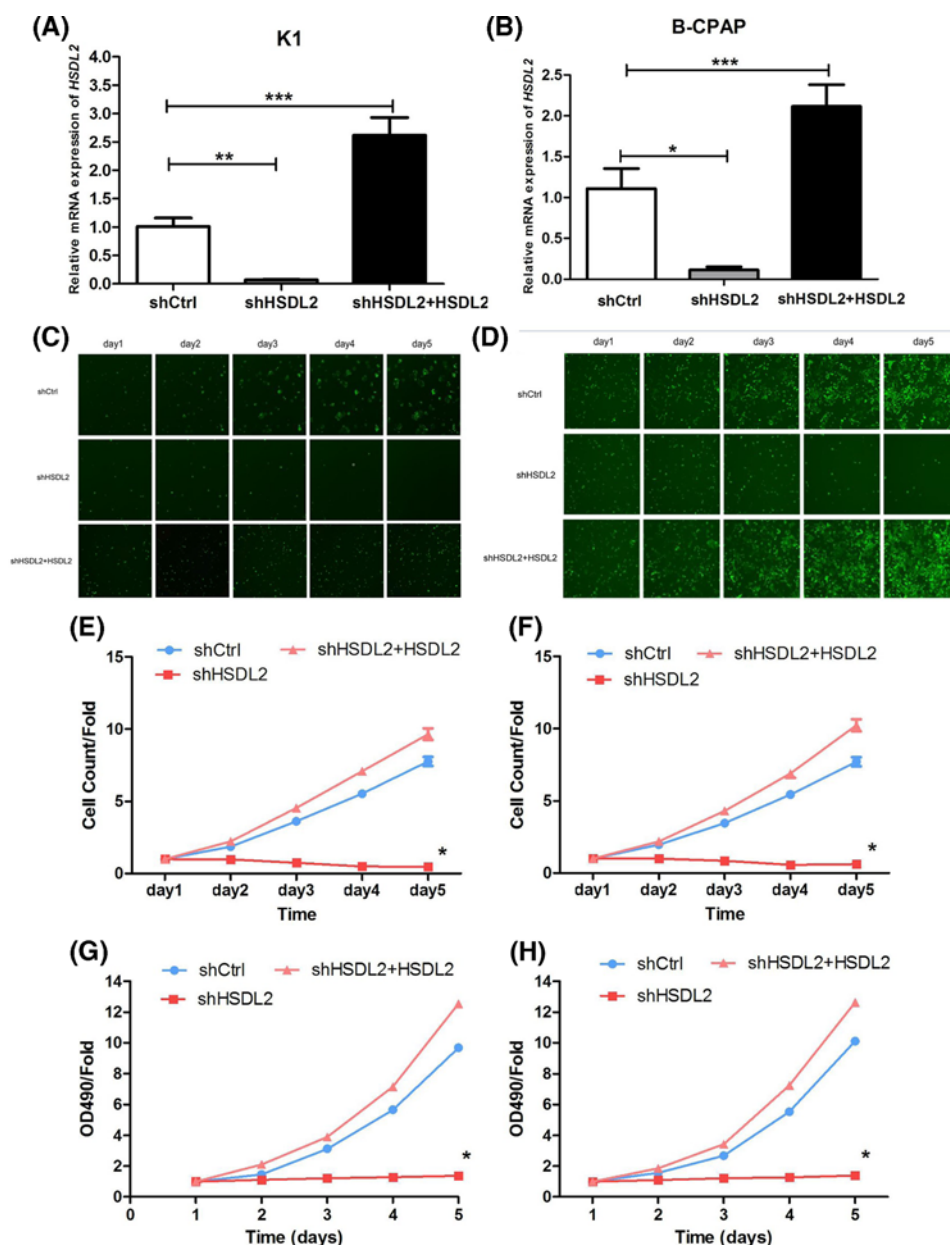 (A)
K1
Relative mRNA expression of HSDL2
4.0
3.5
3.0
2.5
2.0
1.5
1.0
0.5
0.0
***
**
shCtrl shHSDL2 shHSDL2+HSDL2
(B)
B-CPAP
Relative mRNA expression of HSDL2
2.5
2.0
1.5
1.0
0.5
0.0
***
*
shCtrl shHSDL2 shHSDL2+HSDL2
(C)
day1 day2 day3 day4 day5
shCtrl
shHSDL2
shHSDL2+HSDL2
(D)
day1 day2 day3 day4 day5
shCtrl
shHSDL2
shHSDL2+HSDL2
(E)
shCtrl shHSDL2+HSDL2
shHSDL2
Cell Count/Fold
15
10
5
0
*
day1 day2 day3 day4 day5
Time
(F)
shCtrl shHSDL2+HSDL2
shHSDL2
Cell Count/Fold
15
10
5
0
*
day1 day2 day3 day4 day5
Time
(G)
shCtrl shHSDL2+HSDL2
shHSDL2
OD490/Fold
14
12
10
8
6
4
2
0
*
0 1 2 3 4 5
Time (days)
(H)
shCtrl shHSDL2+HSDL2
shHSDL2
OD490/Fold
14
12
10
8
6
4
2
0
*
1 2 3 4 5
Time (days)